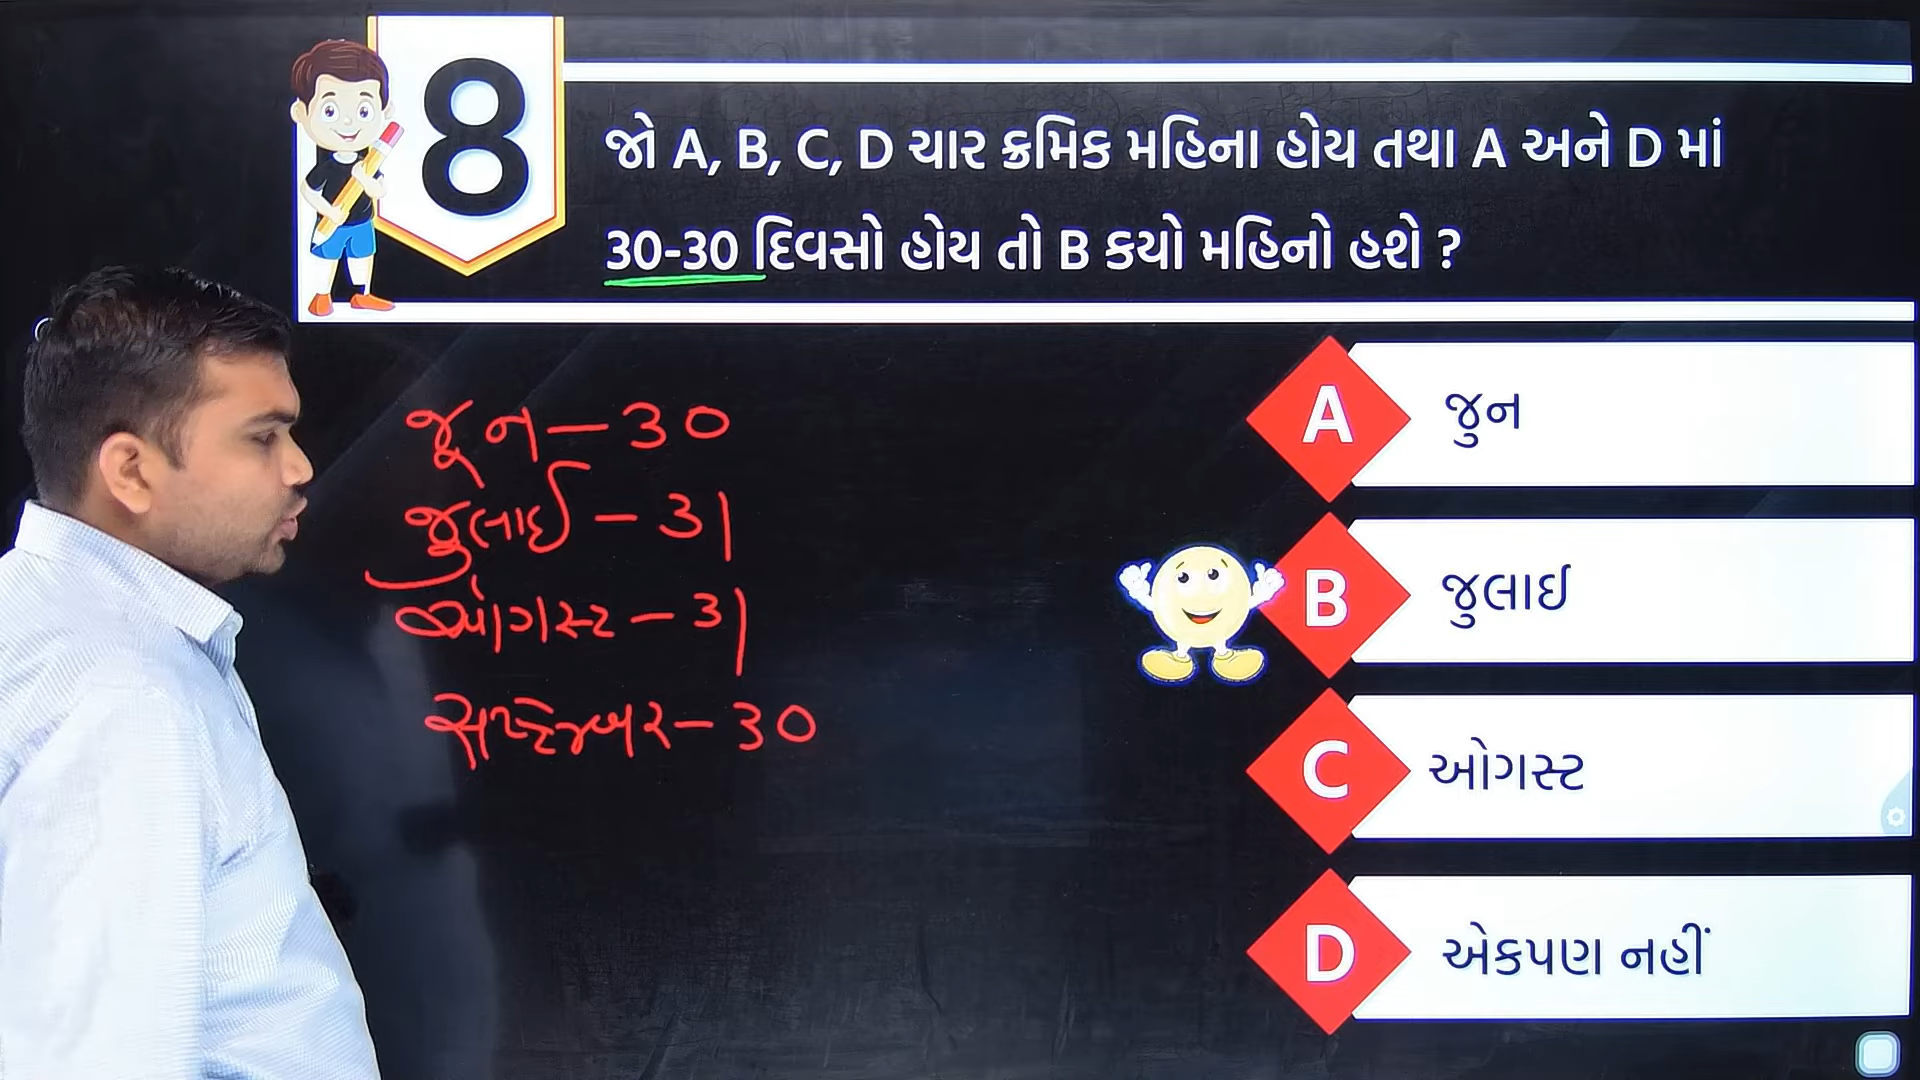 8
જો A, B, C, D ચાર ક્રમિક મહિના હોય તથા A અને D માં
30-30 દિવસો હોય તો B કયો મહિનો હશે ?
જૂન – 30
જુલાઈ – 31
ઓગસ્ટ – 31
સપ્ટેમ્બર – 30
A જુન
B જુલાઈ
C ઓગસ્ટ
D એકપણ નહીં